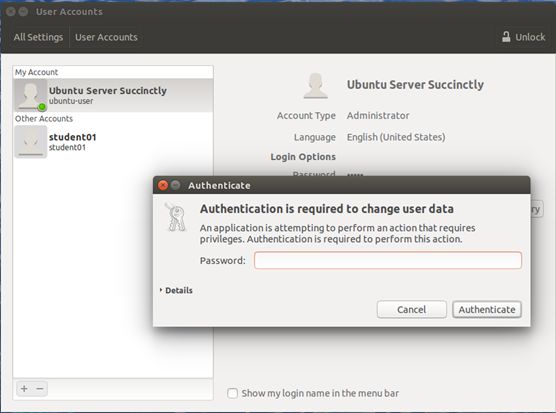 User Accounts
All Settings User Accounts Unlock
My Account
Ubuntu Server Succinctly
ubuntu-user
Other Accounts
student01
student01
Ubuntu Server Succinctly
Account Type Administrator
Language English (United States)
Login Options
Password •••••
Authenticate
Authentication is required to change user data
An application is attempting to perform an action that requires
privileges. Authentication is required to perform this action.
Password:
Details
Cancel Authenticate
+ −
Show my login name in the menu bar